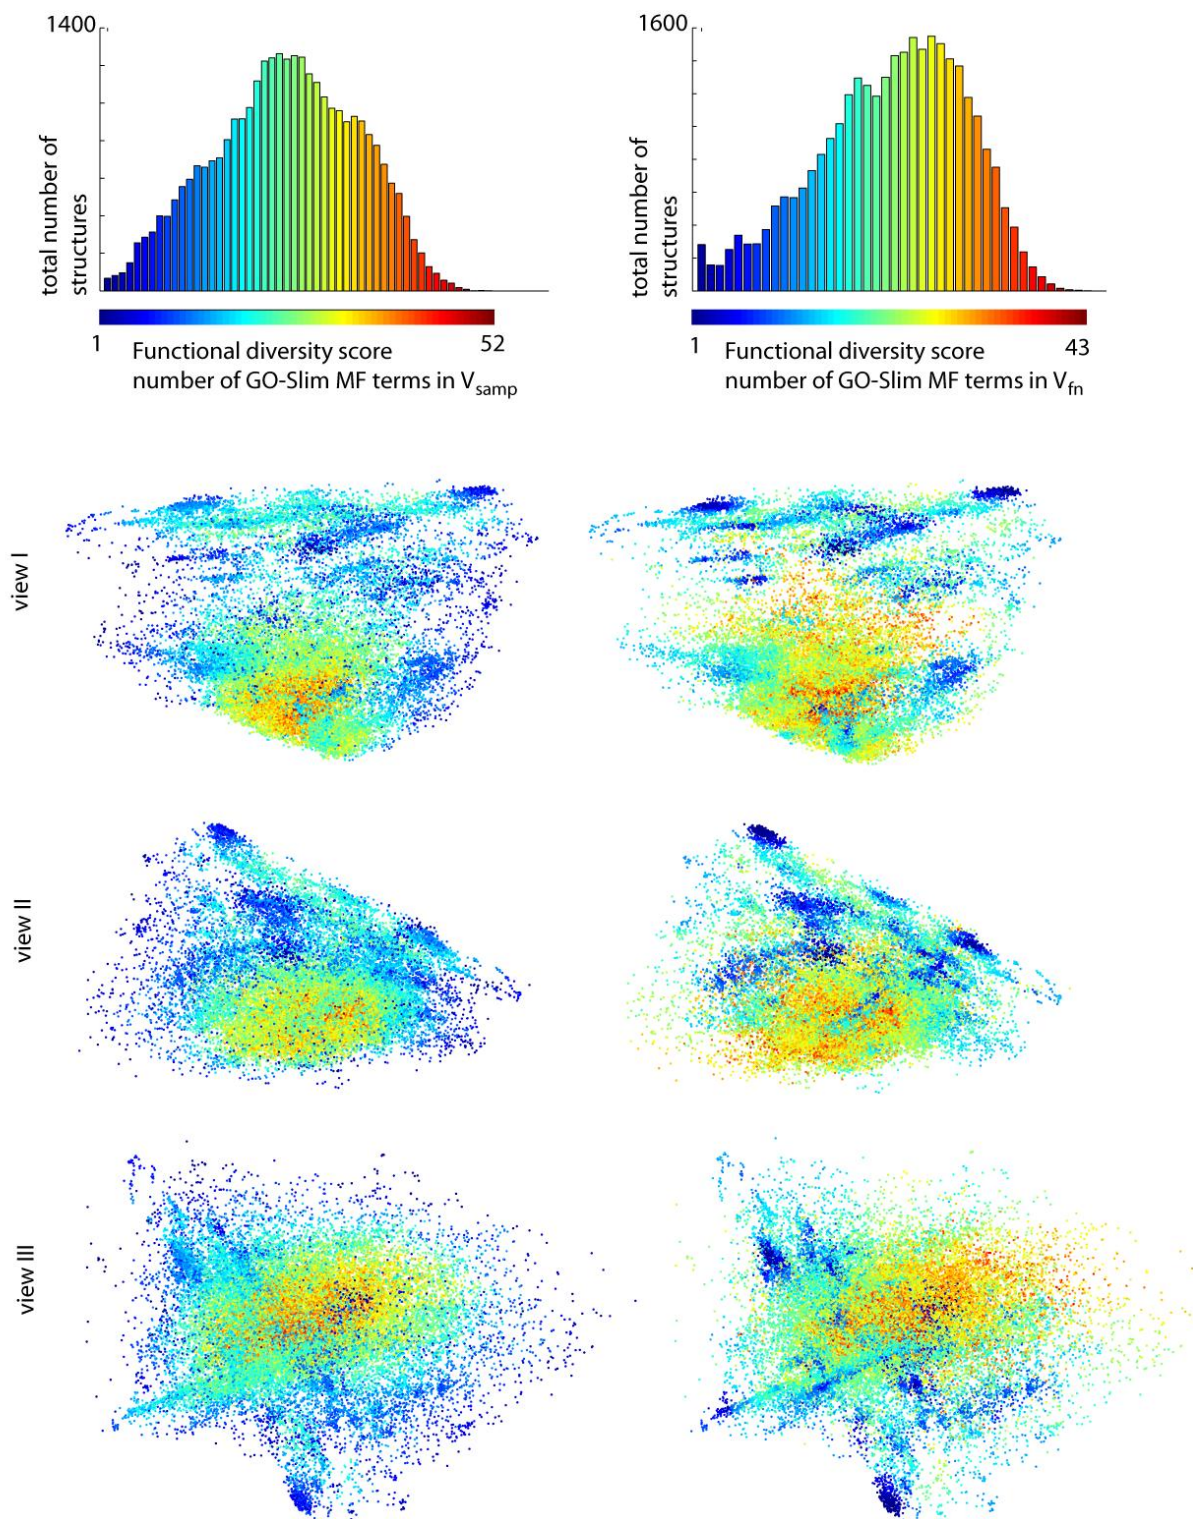 1400
total number of
structures
1
52
Functional diversity score
number of GO-Slim MF terms in Vsamp
1600
total number of
structures
1
43
Functional diversity score
number of GO-Slim MF terms in Vfn
view I
view II
view III